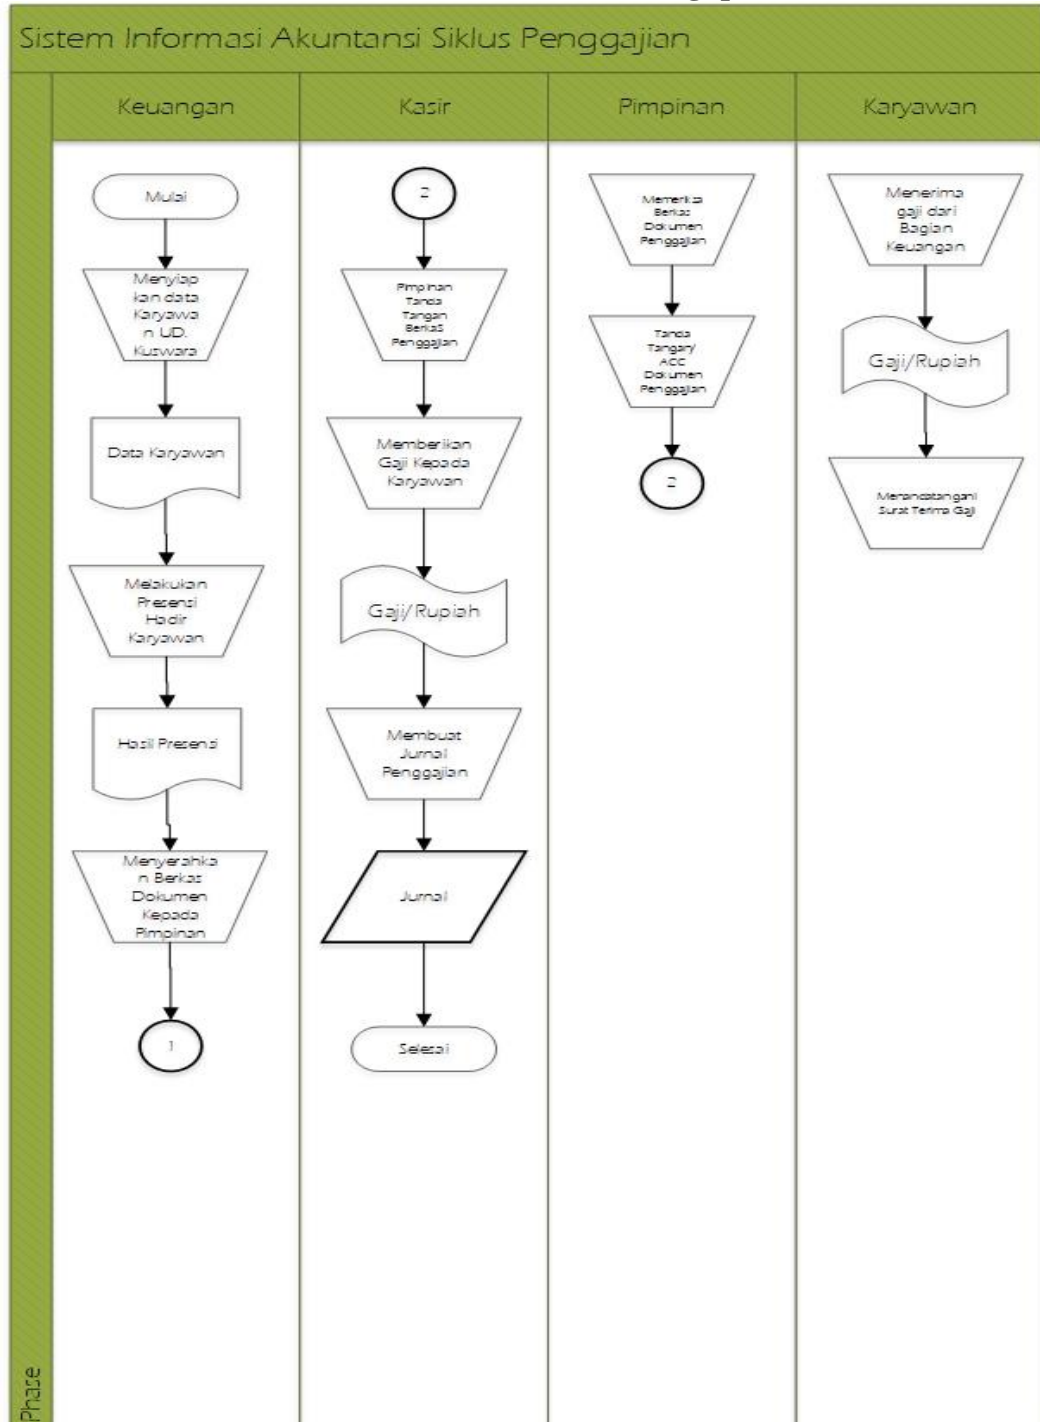 Sistem Informasi Akuntansi Siklus Penggajian
Keuangan
Kasir
Pimpinan
Karyawan
Mulai
Menyiap
kan data
Karyawa
n UD.
Kuswara
Data Karyawan
Melakukan
Presensi
Hadir
Karyawan
Hasil Presensi
Menyerahka
n Berkas
Dokumen
Kepada
Pimpinan
1
2
Pimpinan
Tanda
Tangan
BerkaS
Penggajian
Memberikan
Gaji Kepada
Karyawan
Gaji/Rupiah
Membuat
Jurnal
Penggajian
Jurnal
Selesai
Memeriksa
Berkas
Dokumen
Penggajian
Tanda
Tangan/
ACC
Dokumen
Penggajian
2
Menerima
gaji dari
Bagian
Keuangan
Gaji/Rupiah
Menandatangani
Surat Terima Gaji
Phase